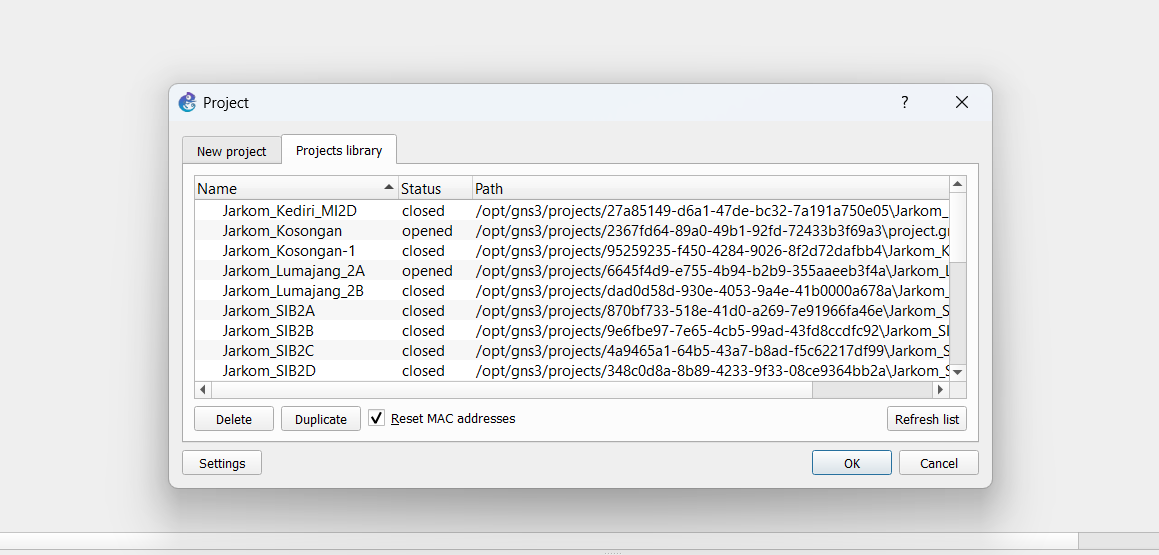 Project ?
New project Projects library
Name Status Path
Jarkom_Kediri_MI2D closed /opt/gns3/projects/27a85149-d6a1-47de-bc32-7a191a750e05\Jarkom_
Jarkom_Kosongan opened /opt/gns3/projects/2367fd64-89a0-49b1-92fd-72433b3f69a3\project.gn
Jarkom_Kosongan-1 closed /opt/gns3/projects/95259235-f450-4284-9026-8f2d72dafbb4\Jarkom_K
Jarkom_Lumajang_2A opened /opt/gns3/projects/6645f4d9-e755-4b94-b2b9-355aaeeb3f4a\Jarkom_L
Jarkom_Lumajang_2B closed /opt/gns3/projects/dad0d58d-930e-4053-9a4e-41b0000a678a\Jarkom_
Jarkom_SIB2A closed /opt/gns3/projects/870bf733-518e-41d0-a269-7e91966fa46e\Jarkom_S
Jarkom_SIB2B closed /opt/gns3/projects/9e6fbe97-7e65-4cb5-99ad-43fd8ccdfc92\Jarkom_SI
Jarkom_SIB2C closed /opt/gns3/projects/4a9465a1-64b5-43a7-b8ad-f5c62217df99\Jarkom_S
Jarkom_SIB2D closed /opt/gns3/projects/348c0d8a-8b89-4233-9f33-08ce9364bb2a\Jarkom_S
Delete Duplicate Reset MAC addresses Refresh list
Settings OK Cancel